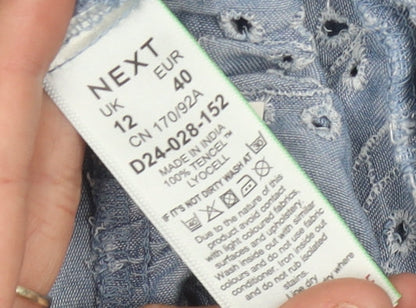 NEXT
UK EUR
12 40
CN 170/92A
D24-028-152
MADE IN INDIA
100% TENCEL™
LYOCELL
IF IT'S NOT DIRTY WASH AT
Due to the nature of this
product avoid contact
with light coloured fabrics,
surfaces and upholstery.
Wash inside out with similar
colours and do not use fabric
conditioner. Iron inside out
and do not rub isolated
dry where